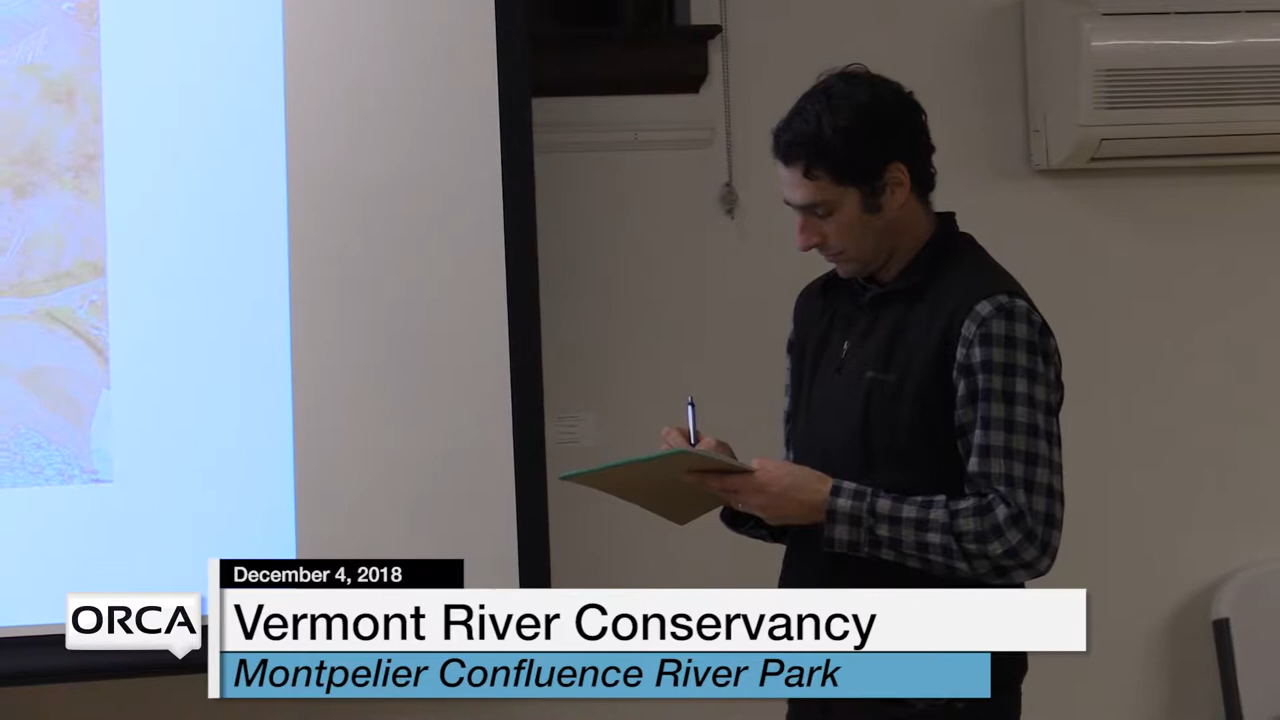 December 4, 2018
ORCA
Vermont River Conservancy
Montpelier Confluence River Park